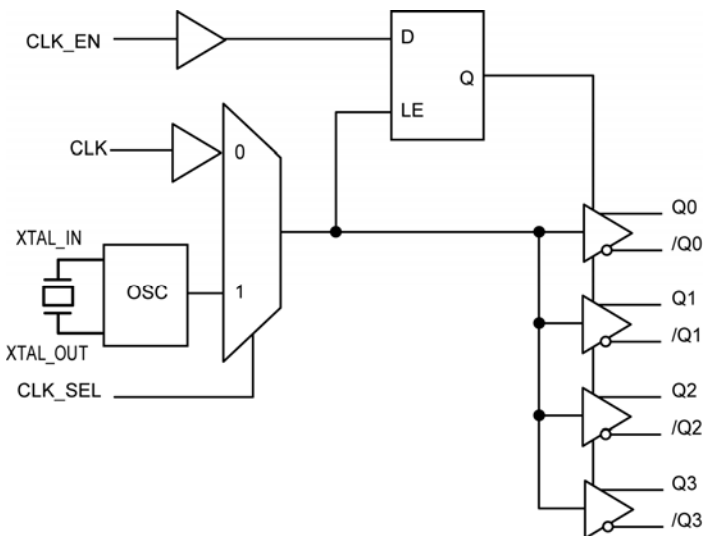 CLK_EN
D
Q
LE
CLK
0
XTAL_IN
OSC
1
XTAL_OUT
CLK_SEL
Q0
/Q0
Q1
/Q1
Q2
/Q2
Q3
/Q3